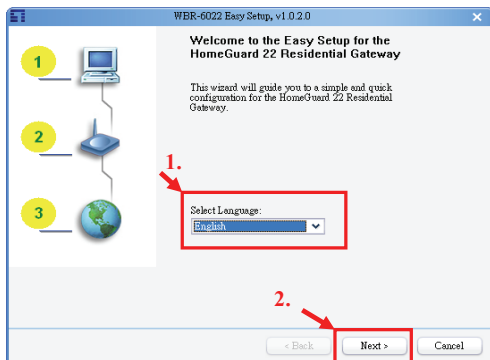 WBR-6022 Easy Setup, v1.0.2.0
Welcome to the Easy Setup for the
HomeGuard 22 Residential Gateway
This wizard will guide you to a simple and quick
configuration for the HomeGuard 22 Residential
Gateway.
1
2
3
1.
Select Language:
English
2.
< Back
Next >
Cancel